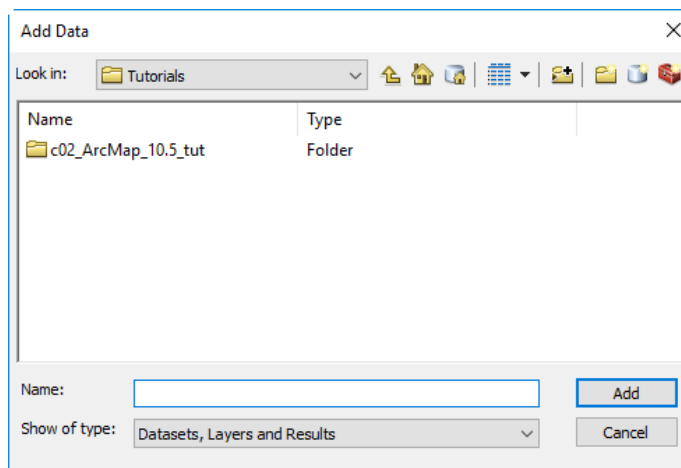 Add Data
Look in: Tutorials
Name Type
c02_ArcMap_10.5_tut Folder
Name: Add
Show of type: Datasets, Layers and Results Cancel